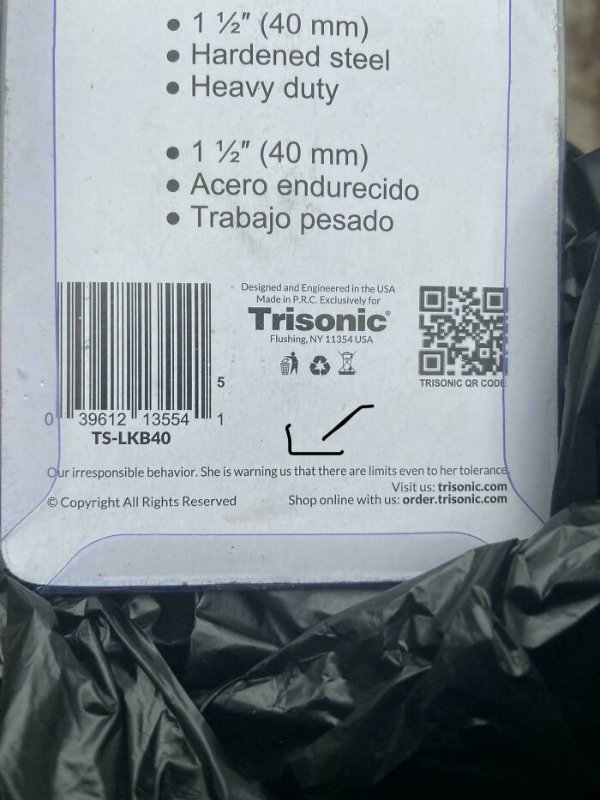 • 1 ½" (40 mm)
• Hardened steel
• Heavy duty
• 1 ½" (40 mm)
• Acero endurecido
• Trabajo pesado
Designed and Engineered in the USA
Made in P.R.C. Exclusively for
Trisonic®
Flushing, NY 11354 USA
TRISONIC QR CODE
5
0 39612 13554 1
TS-LKB40
Our irresponsible behavior. She is warning us that there are limits even to her tolerance
Visit us: trisonic.com
© Copyright All Rights Reserved
Shop online with us: order.trisonic.com